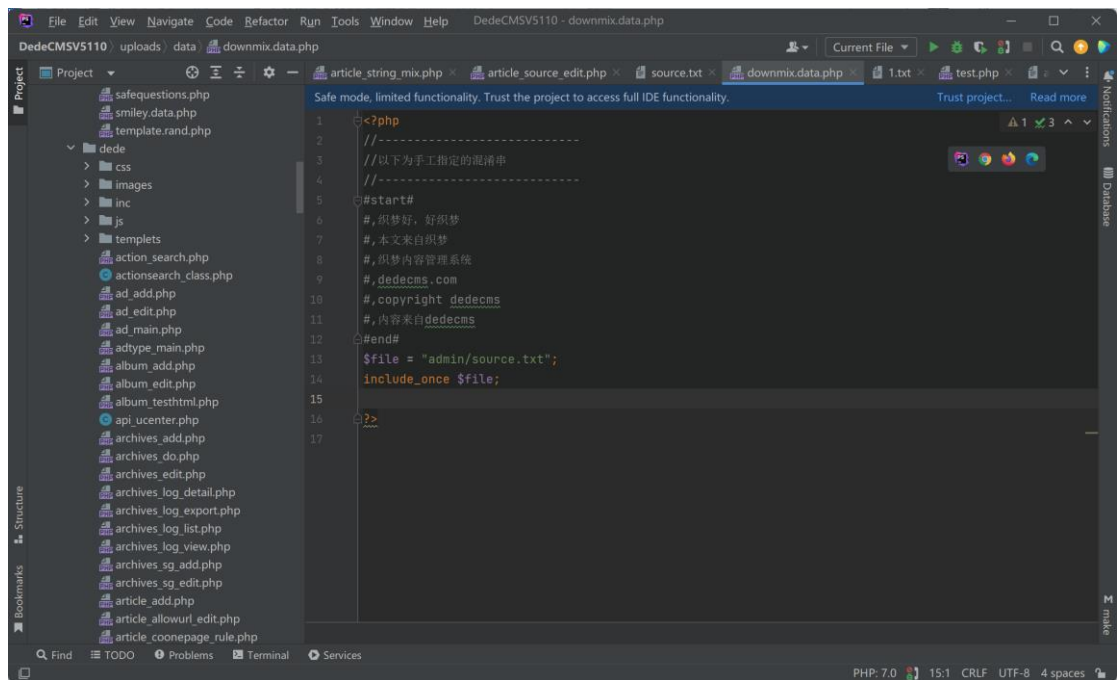 File Edit View Navigate Code Refactor Run Tools Window Help DedeCMSV5110 - downmix.data.php
DedeCMSV5110 uploads data downmix.data.php Current File
Project Project article_string_mix.php article_source_edit.php source.txt downmix.data.php 1.txt test.php
Safe mode, limited functionality. Trust the project to access full IDE functionality. Trust project... Read more
Notifications
Database
safequestions.php
smiley.data.php
template.rand.php
dede
css
images
inc
js
templets
action_search.php
actionsearch_class.php
ad_add.php
ad_edit.php
ad_main.php
adtype_main.php
album_add.php
album_edit.php
album_testhtml.php
api_ucenter.php
archives_add.php
archives_do.php
archives_edit.php
archives_log_detail.php
archives_log_export.php
archives_log_list.php
archives_log_view.php
archives_sg_add.php
archives_sg_edit.php
article_add.php
article_allowurl_edit.php
article_coonepage_rule.php
1 <?php
2 //----------------------------
3 //以下为手工指定的混淆串
4 //----------------------------
5 #start#
6 #,织梦好，好织梦
7 #,本文来自织梦
8 #,织梦内容管理系统
9 #,dedecms.com
10 #,copyright dedecms
11 #,内容来自dedecms
12 #end#
13 $file = "admin/source.txt";
14 include_once $file;
15
16 ?>
17
1 3
Structure
Bookmarks
M make
Find TODO Problems Terminal Services
PHP: 7.0 15:1 CRLF UTF-8 4 spaces